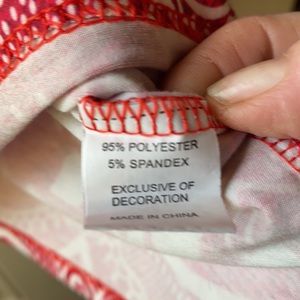 95% POLYESTER
5% SPANDEX
EXCLUSIVE OF
DECORATION
MADE IN CHINA